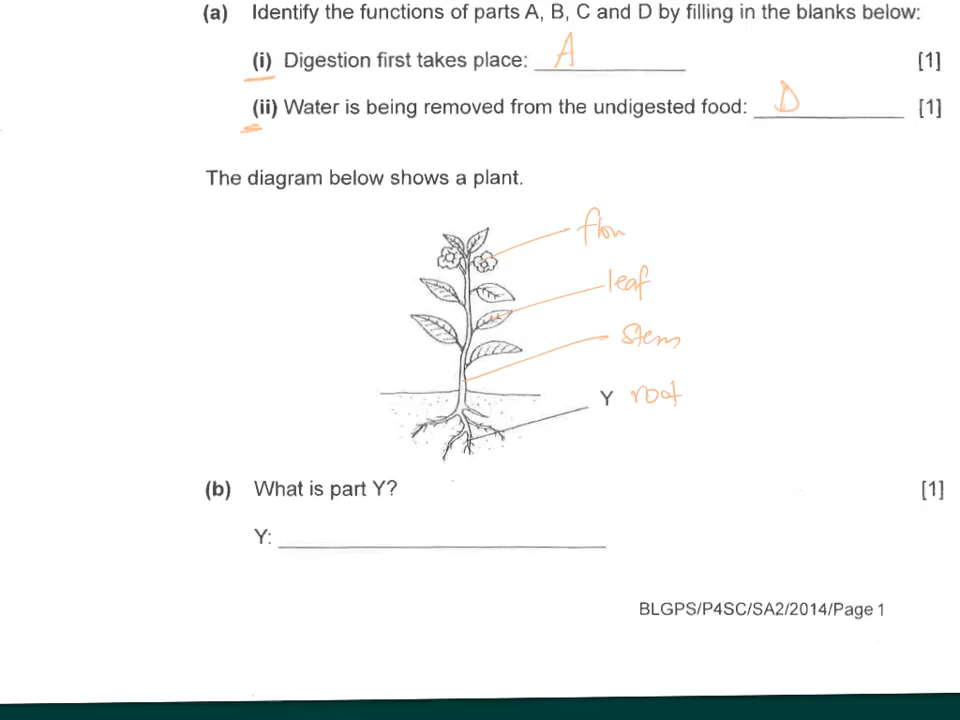 (a) Identify the functions of parts A, B, C and D by filling in the blanks below:
(i) Digestion first takes place: A [1]
(ii) Water is being removed from the undigested food: D [1]
The diagram below shows a plant.
leaf
stem
Y root
(b) What is part Y? [1]
Y:
BLGPS/P4SC/SA2/2014/Page 1